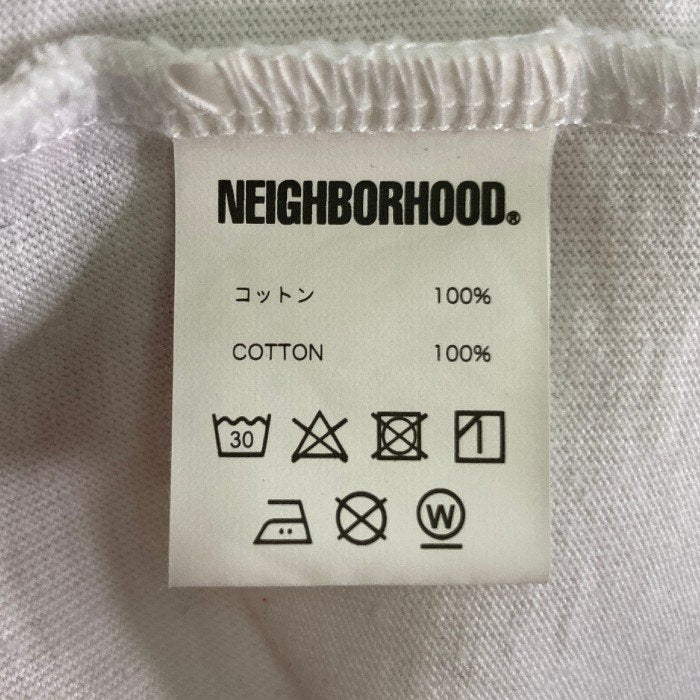 NEIGHBORHOOD®
コットン 100%
COTTON 100%
30
W